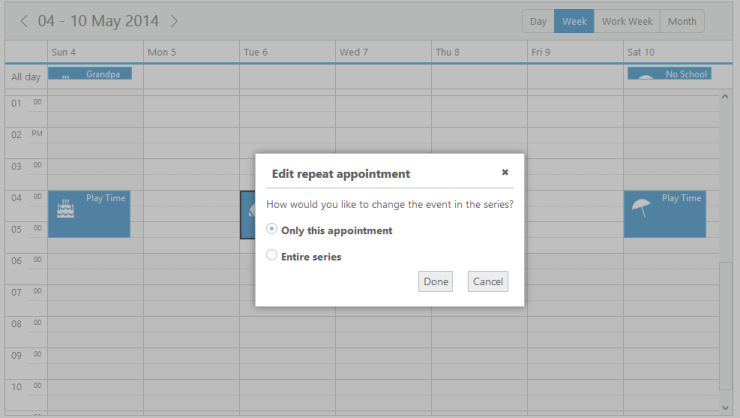 04 - 10 May 2014
Day Week Work Week Month
Sun 4 Mon 5 Tue 6 Wed 7 Thu 8 Fri 9 Sat 10
All day Grandpa No School
01 00
02 PM
03 00
04 00 Play Time Play Time
05 00
06 00
07 00
08 00
09 00
10 00
Edit repeat appointment
How would you like to change the event in the series?
Only this appointment
Entire series
Done Cancel